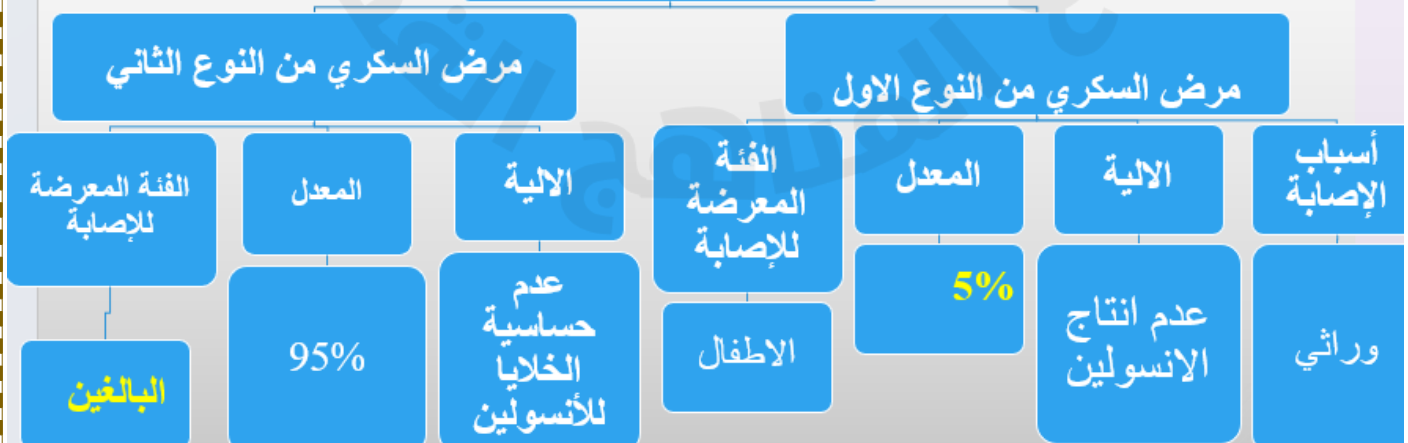 مرض السكري من النوع الاول
مرض السكري من النوع الثاني
أسباب
الإصابة
الالية
المعدل
الفئة
المعرضة
للإصابة
الالية
المعدل
الفئة المعرضة
للإصابة
وراثي
عدم انتاج
الانسولين
5%
الاطفال
عدم
حساسية
الخلايا
للأنسولين
95%
البالغين
المناهج